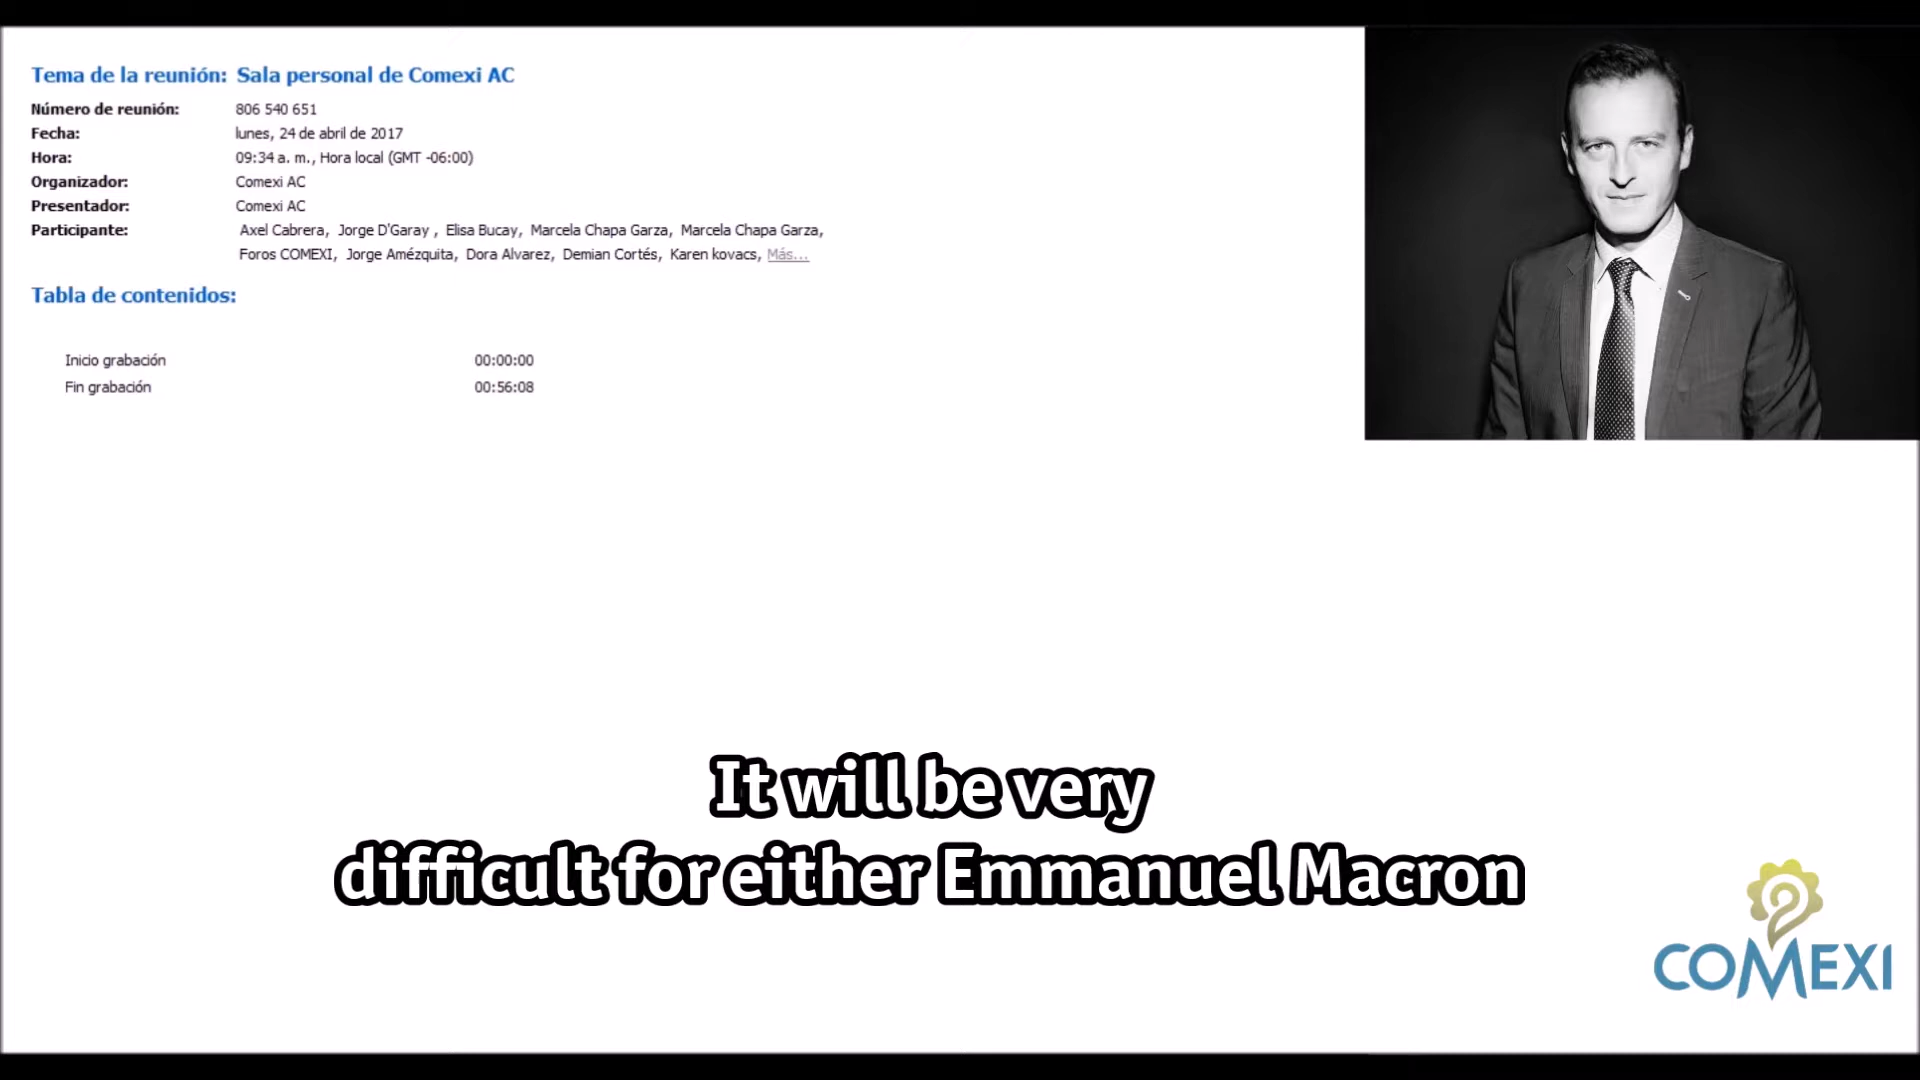 Tema de la reunión: Sala personal de Comexi AC
Número de reunión: 806 540 651
Fecha: lunes, 24 de abril de 2017
Hora: 09:34 a. m., Hora local (GMT -06:00)
Organizador: Comexi AC
Presentador: Comexi AC
Participante: Axel Cabrera, Jorge D'Garay , Elisa Bucay, Marcela Chapa Garza, Marcela Chapa Garza,
Foros COMEXI, Jorge Amézquita, Dora Alvarez, Demian Cortés, Karen kovacs, Más...
Tabla de contenidos:
Inicio grabación 00:00:00
Fin grabación 00:56:08
It will be very
difficult for either Emmanuel Macron
COMEXI